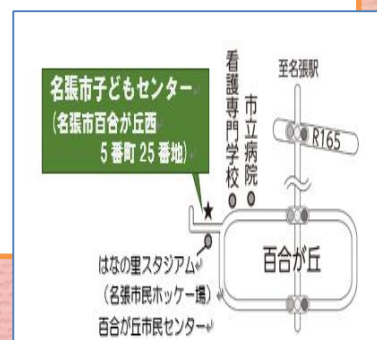 名張市子どもセンター
(名張市百合が丘西
5番町25番地)
看護専門学校
市立病院
至名張駅
R165
百合が丘
はなの里スタジアム
(名張市民ホッケー場)
百合が丘市民センター